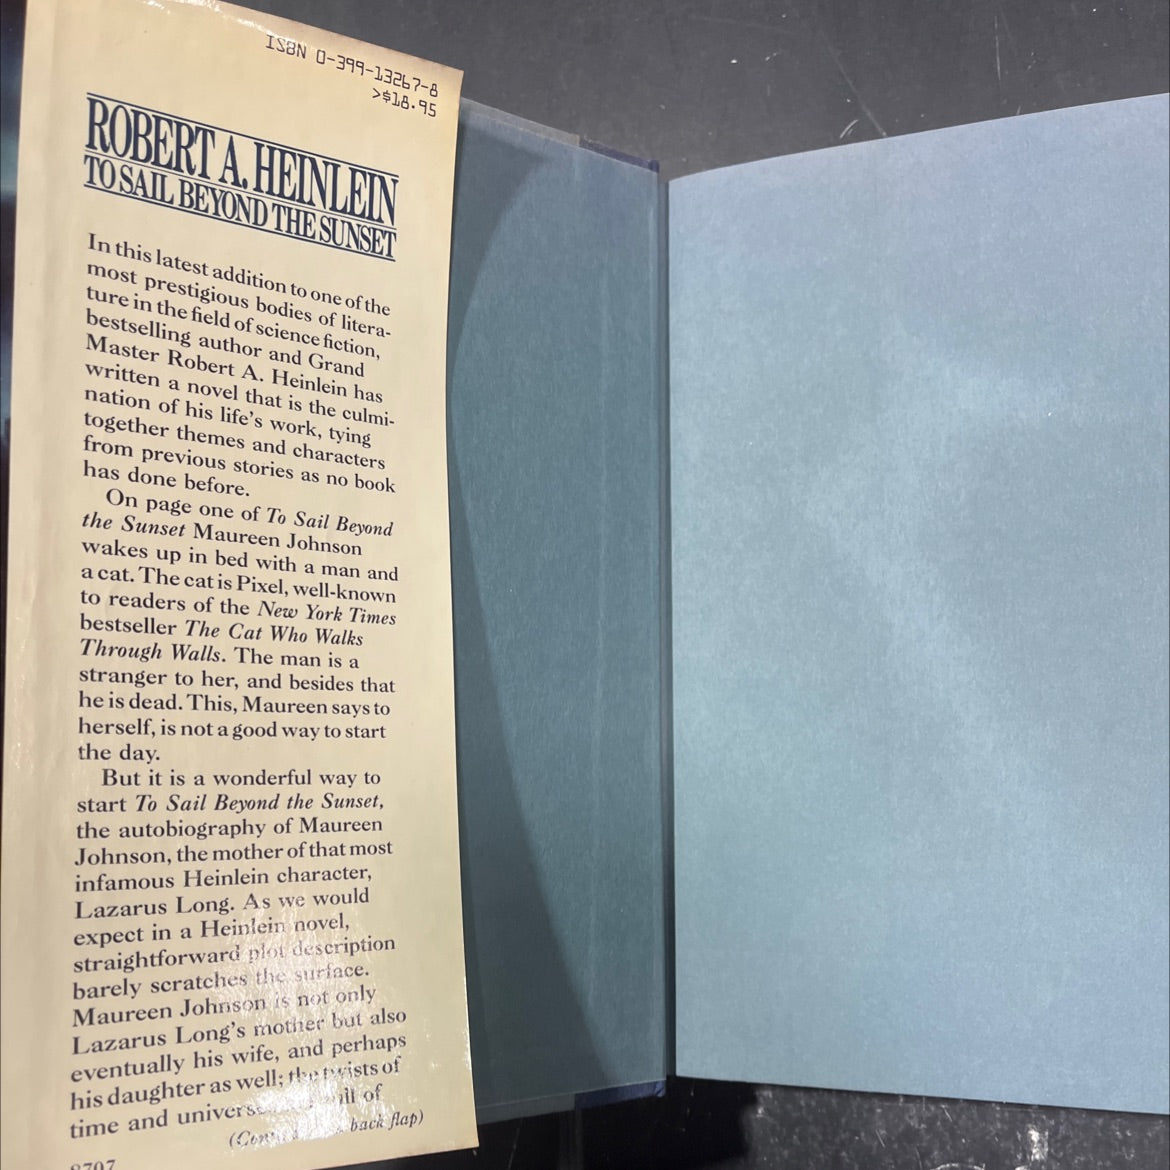 ISBN 0-399-13267-8
>$18.95
ROBERT A. HEINLEIN
TO SAIL BEYOND THE SUNSET
In this latest addition to one of the
most prestigious bodies of litera-
ture in the field of science fiction,
bestselling author and Grand
Master Robert A. Heinlein has
written a novel that is the culmi-
nation of his life's work, tying
together themes and characters
from previous stories as no book
has done before.
On page one of To Sail Beyond
the Sunset Maureen Johnson
wakes up in bed with a man and
a cat. The cat is Pixel, well-known
to readers of the New York Times
bestseller The Cat Who Walks
Through Walls. The man is a
stranger to her, and besides that
he is dead. This, Maureen says to
herself, is not a good way to start
the day.
But it is a wonderful way to
start To Sail Beyond the Sunset,
the autobiography of Maureen
Johnson, the mother of that most
infamous Heinlein character,
Lazarus Long. As we would
expect in a Heinlein novel,
straightforward plot description
barely scratches the surface.
Maureen Johnson is not only
Lazarus Long's mother but also
eventually his wife, and perhaps
his daughter as well; the twists of
time and of
back flap)
8707